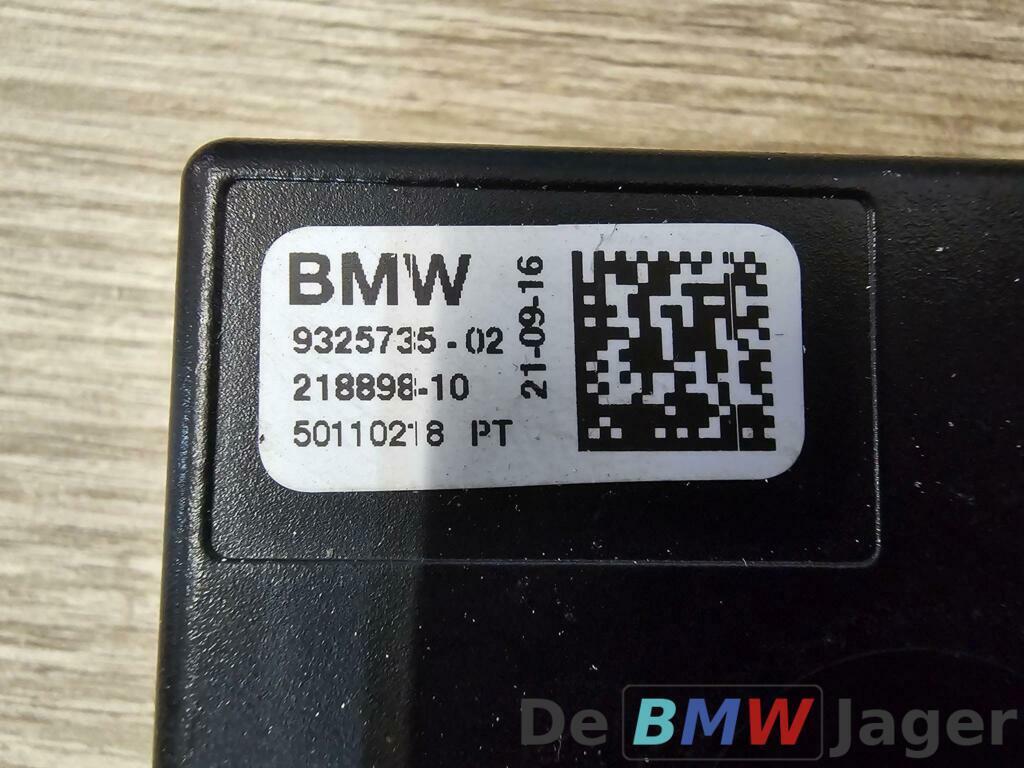 BMW
9325735-02
218898-10
50110218 PT
21-09-16
De BMW Jager